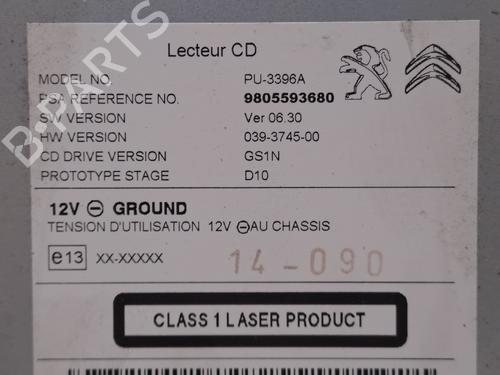 Lecteur CD
MODEL NO. PU-3396A
PSA REFERENCE NO. 9805593680
SW VERSION Ver 06.30
HW VERSION 039-3745-00
CD DRIVE VERSION GS1N
PROTOTYPE STAGE D10
12V ⊖ GROUND
TENSION D'UTILISATION 12V ⊖AU CHASSIS
e13 XX-XXXXX 14-090
CLASS 1 LASER PRODUCT
B-PARTS